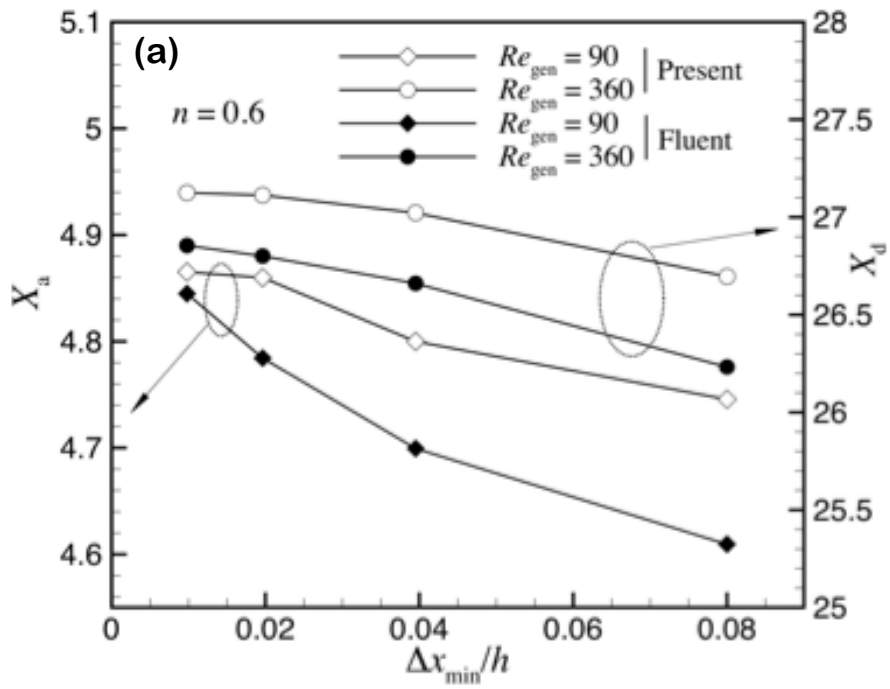 (a)
n = 0.6
Re_gen = 90
Re_gen = 360
Present
Re_gen = 90
Re_gen = 360
Fluent
X_a
5.1
5
4.9
4.8
4.7
4.6
X_d
28
27.5
27
26.5
26
25.5
25
0
0.02
0.04
0.06
0.08
Δx_min/h